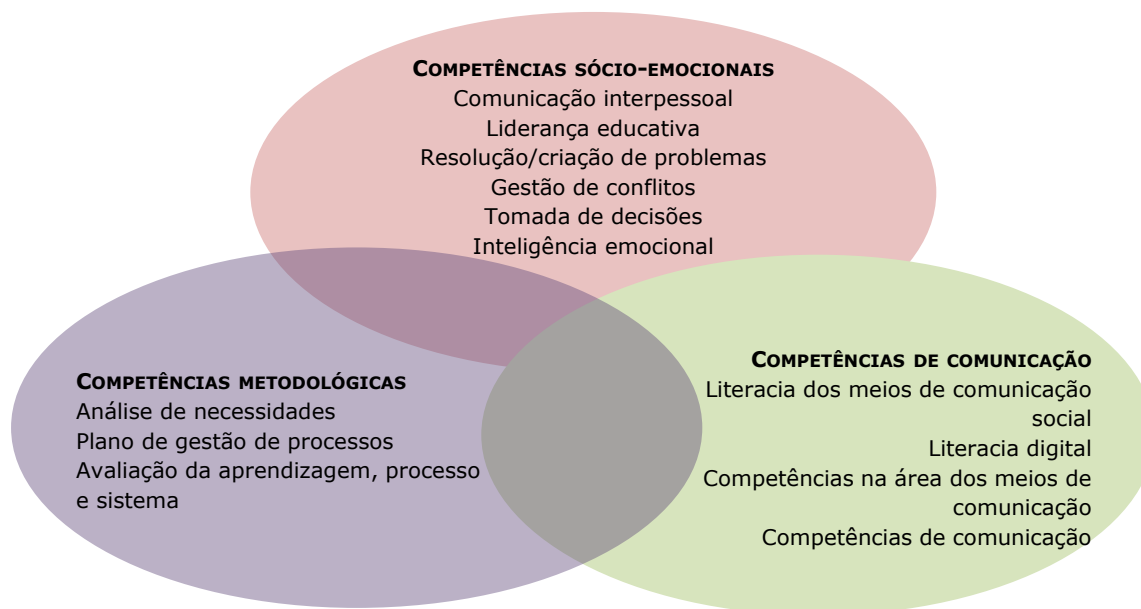 COMPETÊNCIAS SÓCIO-EMOCIONAIS
Comunicação interpessoal
Liderança educativa
Resolução/criação de problemas
Gestão de conflitos
Tomada de decisões
Inteligência emocional
COMPETÊNCIAS METODOLÓGICAS
Análise de necessidades
Plano de gestão de processos
Avaliação da aprendizagem, processo
e sistema
COMPETÊNCIAS DE COMUNICAÇÃO
Literacia dos meios de comunicação
social
Literacia digital
Competências na área dos meios de
comunicação
Competências de comunicação